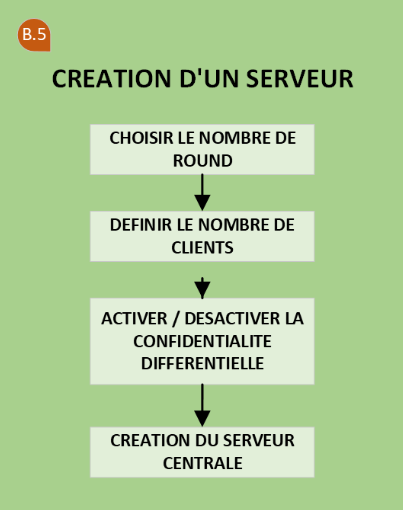 B.5
CREATION D'UN SERVEUR
CHOISIR LE NOMBRE DE
ROUND
DEFINIR LE NOMBRE DE
CLIENTS
ACTIVER / DESACTIVER LA
CONFIDENTIALITE
DIFFERENTIELLE
CREATION DU SERVEUR
CENTRALE